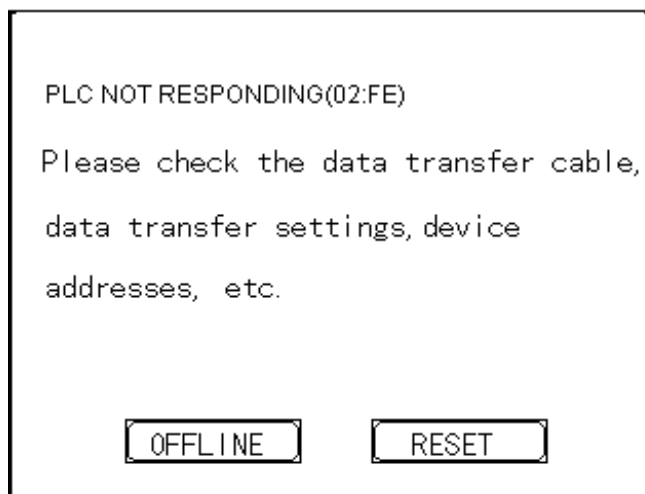 PLC NOT RESPONDING(02:FE)
Please check the data transfer cable,
data transfer settings, device
addresses, etc.
OFFLINE RESET